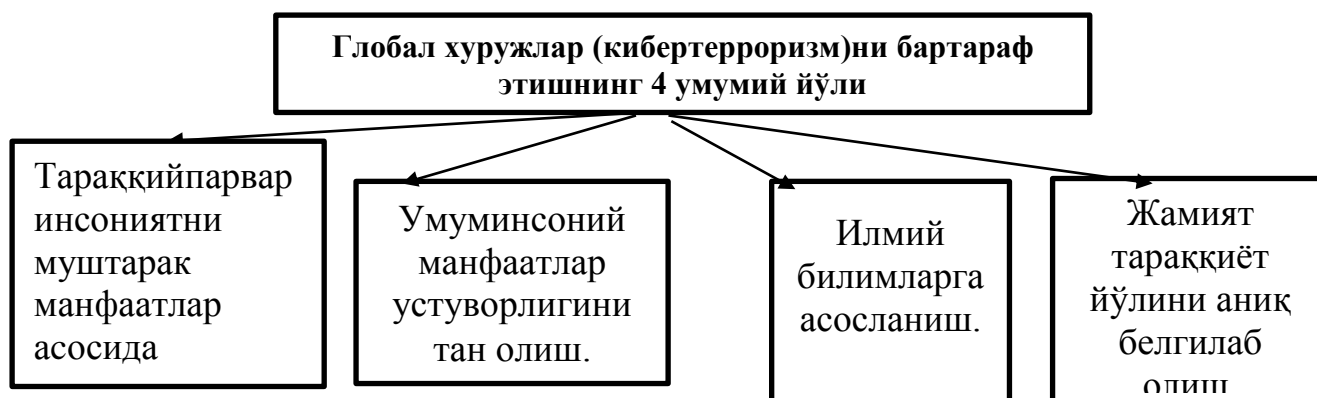 Глобал хуружлар (кибертерроризм)ни бартараф
этишнинг 4 умумий йўли
Тараққийпарвар
инсониятни
муштарак
манфаатлар
асосида
Умуминсоний
манфаатлар
устуворлигини
тан олиш.
Илмий
билимларга
асосланиш.
Жамият
тараққиёт
йўлини аниқ
белгилаб
олиш